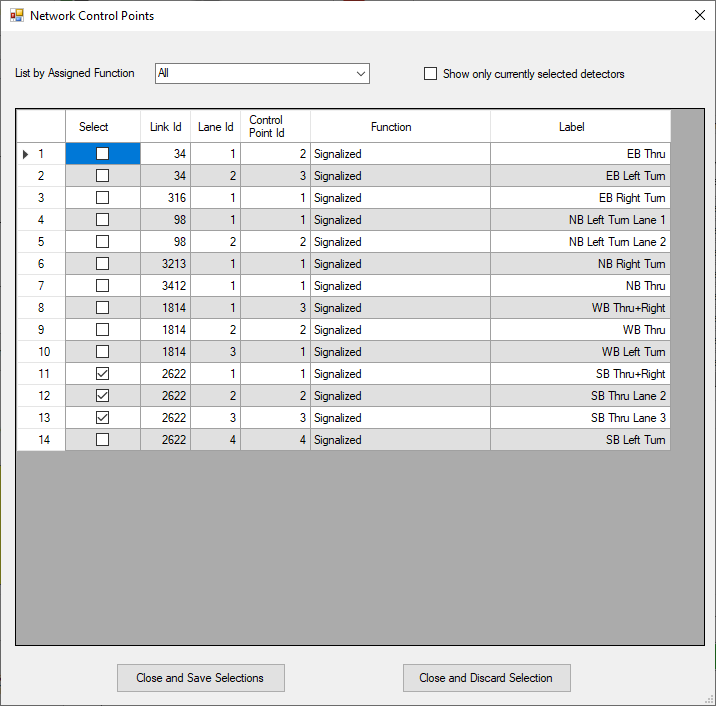 Network Control Points
List by Assigned Function All Show only currently selected detectors
Select Link Id Lane Id Control Point Id Function Label
1 34 1 2 Signalized EB Thru
2 34 2 3 Signalized EB Left Turn
3 316 1 1 Signalized EB Right Turn
4 98 1 1 Signalized NB Left Turn Lane 1
5 98 2 2 Signalized NB Left Turn Lane 2
6 3213 1 1 Signalized NB Right Turn
7 3412 1 1 Signalized NB Thru
8 1814 1 3 Signalized WB Thru+Right
9 1814 2 2 Signalized WB Thru
10 1814 3 1 Signalized WB Left Turn
11 2622 1 1 Signalized SB Thru+Right
12 2622 2 2 Signalized SB Thru Lane 2
13 2622 3 3 Signalized SB Thru Lane 3
14 2622 4 4 Signalized SB Left Turn
Close and Save Selections Close and Discard Selection